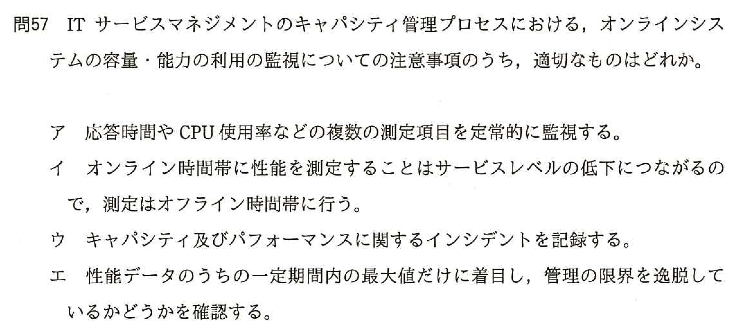 問57 IT サービスマネジメントのキャパシティ管理プロセスにおける，オンラインシス
テムの容量・能力の利用の監視についての注意事項のうち，適切なものはどれか。
ア 応答時間や CPU 使用率などの複数の測定項目を定常的に監視する。
イ オンライン時間帯に性能を測定することはサービスレベルの低下につながるの
で，測定はオフライン時間帯に行う。
ウ キャパシティ及びパフォーマンスに関するインシデントを記録する。
エ 性能データのうちの一定期間内の最大値だけに着目し，管理の限界を逸脱して
いるかどうかを確認する。